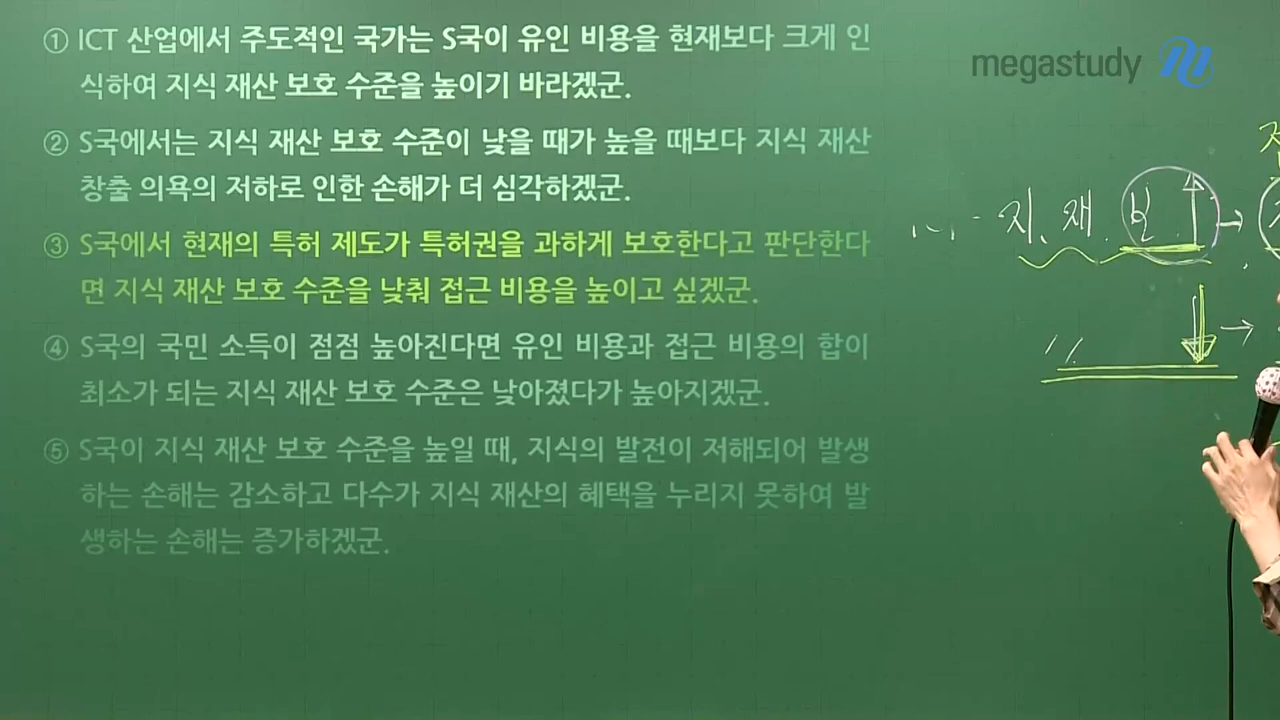 ① ICT 산업에서 주도적인 국가는 S국이 유인 비용을 현재보다 크게 인
식하여 지식 재산 보호 수준을 높이기 바라겠군.
② S국에서는 지식 재산 보호 수준이 낮을 때가 높을 때보다 지식 재산
창출 의욕의 저하로 인한 손해가 더 심각하겠군.
③ S국에서 현재의 특허 제도가 특허권을 과하게 보호한다고 판단한다
면 지식 재산 보호 수준을 낮춰 접근 비용을 높이고 싶겠군.
④ S국의 국민 소득이 점점 높아진다면 유인 비용과 접근 비용의 합이
최소가 되는 지식 재산 보호 수준은 낮아졌다가 높아지겠군.
⑤ S국이 지식 재산 보호 수준을 높일 때, 지식의 발전이 저해되어 발생
하는 손해는 감소하고 다수가 지식 재산의 혜택을 누리지 못하여 발
생하는 손해는 증가하겠군.
megastudy
지. 재. 보 ↑ →
〃 ↓ →